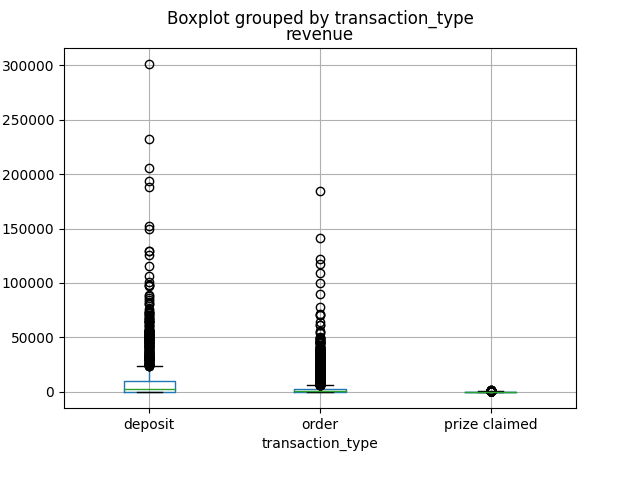 Boxplot grouped by transaction_type
revenue
300000
250000
200000
150000
100000
50000
0
deposit order prize claimed
transaction_type